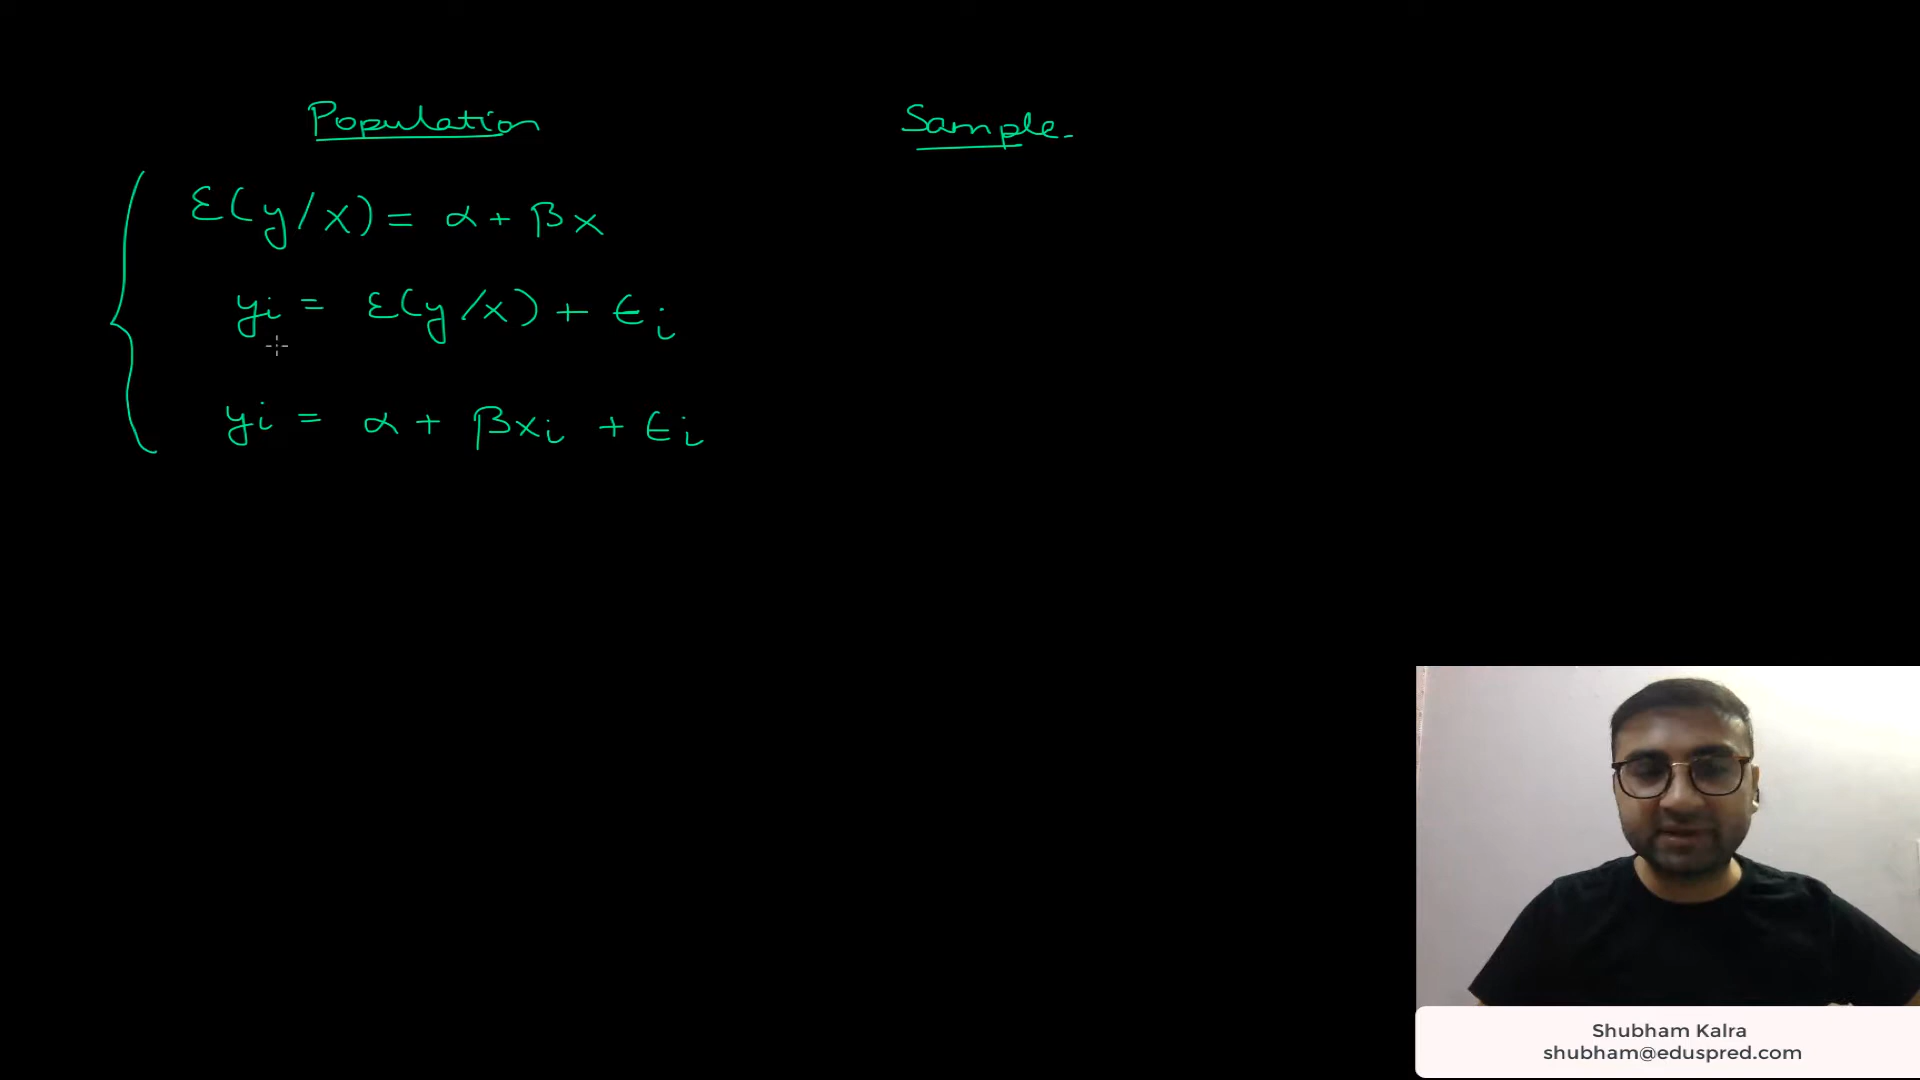 Population
Sample.
E(y/x) = α + βx
yi = E(y/x) + ϵi
yi = α + βxi + ϵi
Shubham Kalra
shubham@eduspred.com